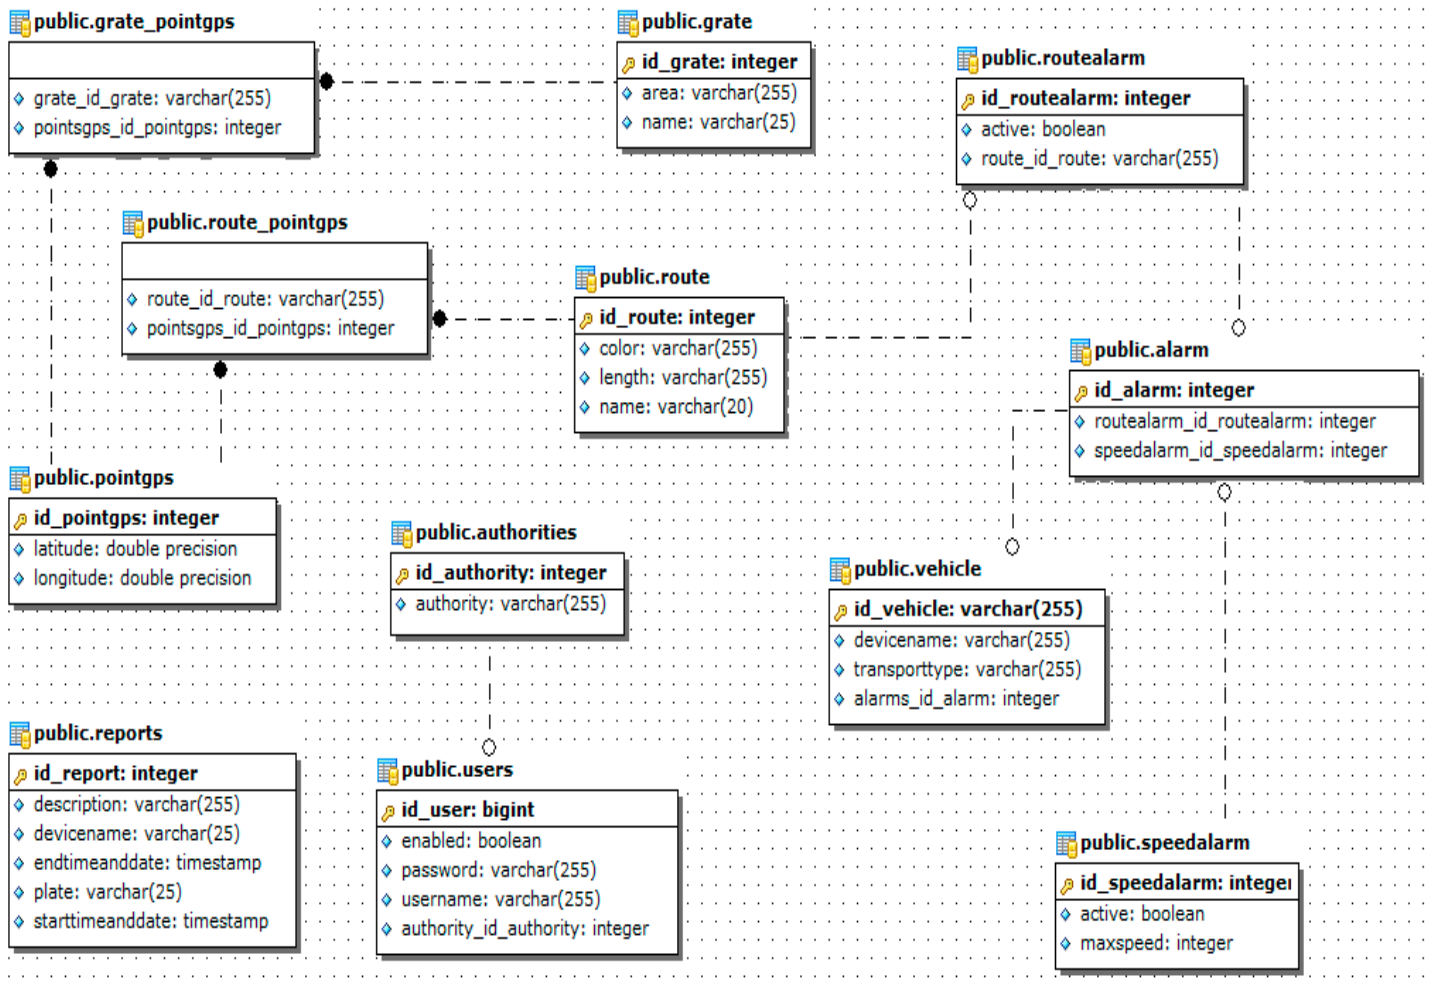 public.grate_pointgps
grate_id_grate: varchar(255)
pointsgps_id_pointgps: integer
public.grate
id_grate: integer
area: varchar(255)
name: varchar(25)
public.routealarm
id_routealarm: integer
active: boolean
route_id_route: varchar(255)
public.route_pointgps
route_id_route: varchar(255)
pointsgps_id_pointgps: integer
public.route
id_route: integer
color: varchar(255)
length: varchar(255)
name: varchar(20)
public.alarm
id_alarm: integer
routealarm_id_routealarm: integer
speedalarm_id_speedalarm: integer
public.pointgps
id_pointgps: integer
latitude: double precision
longitude: double precision
public.authorities
id_authority: integer
authority: varchar(255)
public.vehicle
id_vehicle: varchar(255)
devicename: varchar(255)
transporttype: varchar(255)
alarms_id_alarm: integer
public.reports
id_report: integer
description: varchar(255)
devicename: varchar(25)
endtimeanddate: timestamp
plate: varchar(25)
starttimeanddate: timestamp
public.users
id_user: bigint
enabled: boolean
password: varchar(255)
username: varchar(255)
authority_id_authority: integer
public.speedalarm
id_speedalarm: integer
active: boolean
maxspeed: integer